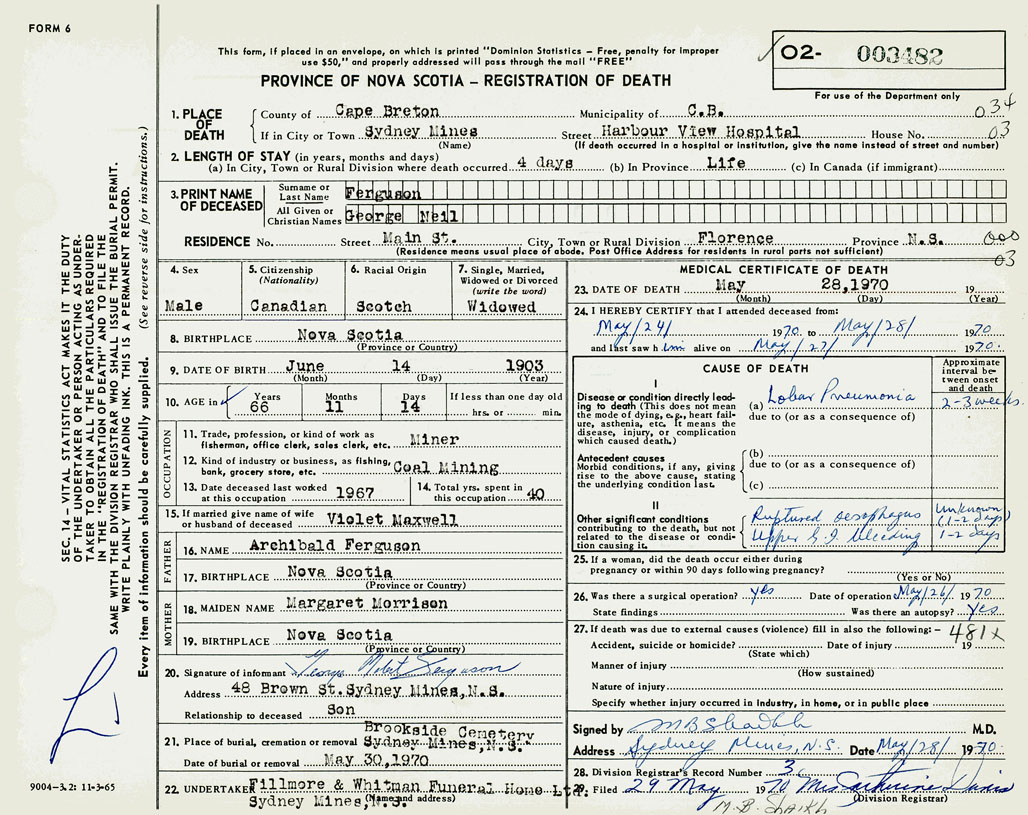 FORM 6
This form, if placed in an envelope, on which is printed "Dominion Statistics – Free, penalty for improper
use $50," and properly addressed will pass through the mail "FREE"
PROVINCE OF NOVA SCOTIA – REGISTRATION OF DEATH
02- 003482
For use of the Department only
1. PLACE OF DEATH
County of Cape Breton Municipality of C.B. 034
If in City or Town Sydney Mines Street Harbour View Hospital House No. 03
(Name) (If death occurred in a hospital or institution, give the name instead of street and number)
2. LENGTH OF STAY (in years, months and days)
(a) In City, Town or Rural Division where death occurred 4 days (b) In Province Life (c) In Canada (if immigrant)
3. PRINT NAME OF DECEASED
Surname or Last Name Ferguson
All Given or Christian Names George Neil
RESIDENCE No. Street Main St. City, Town or Rural Division Florence Province N.S. 000
(Residence means usual place of abode. Post Office Address for residents in rural parts not sufficient) 03
4. Sex
Male
5. Citizenship
(Nationality)
Canadian
6. Racial Origin
Scotch
7. Single, Married,
Widowed or Divorced
(write the word)
Widowed
8. BIRTHPLACE Nova Scotia
(Province or Country)
9. DATE OF BIRTH June 14 1903
(Month) (Day) (Year)
10. AGE in Years Months Days If less than one day old
66 11 14 hrs. or min.
OCCUPATION
11. Trade, profession, or kind of work as
fisherman, office clerk, sales clerk, etc. Miner
12. Kind of industry or business, as fishing,
bank, grocery store, etc. Coal Mining
13. Date deceased last worked
at this occupation 1967
14. Total yrs. spent in
this occupation 40
15. If married give name of wife
or husband of deceased Violet Maxwell
FATHER
16. NAME Archibald Ferguson
17. BIRTHPLACE Nova Scotia
(Province or Country)
MOTHER
18. MAIDEN NAME Margaret Morrison
19. BIRTHPLACE Nova Scotia
(Province or Country)
20. Signature of informant George Ferguson
Address 48 Brown St. Sydney Mines, N.S.
Relationship to deceased Son
21. Place of burial, cremation or removal Brookside Cemetery
Sydney Mines, N.S.
Date of burial or removal May 30, 1970
22. UNDERTAKER Fillmore & Whitman Funeral Home Ltd.
Sydney Mines, N.S.
(Name and address)
MEDICAL CERTIFICATE OF DEATH
23. DATE OF DEATH May 28, 1970 19
(Month) (Day) (Year)
24. I HEREBY CERTIFY that I attended deceased from:
May/24/ 1970 to May/28/ 1970
and last saw him alive on May/27/ 1970.
CAUSE OF DEATH
Approximate
interval be-
tween onset
and death
I
Disease or condition directly lead-
ing to death (This does not mean
the mode of dying, e.g., heart fail-
ure, asthenia, etc. It means the
disease, injury, or complication
which caused death.)
(a) Lobar Pneumonia 2-3 weeks.
due to (or as a consequence of)
Antecedent causes
Morbid conditions, if any, giving
rise to the above cause, stating
the underlying condition last.
(b)
due to (or as a consequence of)
(c)
II
Other significant conditions
contributing to the death, but not
related to the disease or condi-
tion causing it.
Ruptured oesophagus Unknown
(1-2 days)
Upper G.I. bleeding 1-2 days
25. If a woman, did the death occur either during
pregnancy or within 90 days following pregnancy?
(Yes or No)
26. Was there a surgical operation? yes Date of operation May/26/ 1970
State findings Was there an autopsy? Yes
27. If death was due to external causes (violence) fill in also the following:– 481x
Accident, suicide or homicide? Date of injury 19
(State which)
Manner of injury
(How sustained)
Nature of injury
Specify whether injury occurred in Industry, in home, or in public place
Signed by M B Shaikh M.D.
Address Sydney Mines, N.S. Date May/28/ 1970
28. Division Registrar's Record Number 3
29. Filed 29 May 1970 Mrs Catherine Davis
M. B. SHAIKH (Division Registrar)
SEC. 14 – VITAL STATISTICS ACT MAKES IT THE DUTY
OF THE UNDERTAKER OR PERSON ACTING AS UNDER-
TAKER TO OBTAIN ALL THE PARTICULARS REQUIRED
IN THE "REGISTRATION OF DEATH" AND TO FILE THE
SAME WITH THE DIVISION REGISTRAR WHO SHALL ISSUE THE BURIAL PERMIT.
WRITE PLAINLY WITH UNFADING INK. THIS IS A PERMANENT RECORD.
Every item of information should be carefully supplied. (See reverse side for instructions.)
9004-3.2: 11-3-65